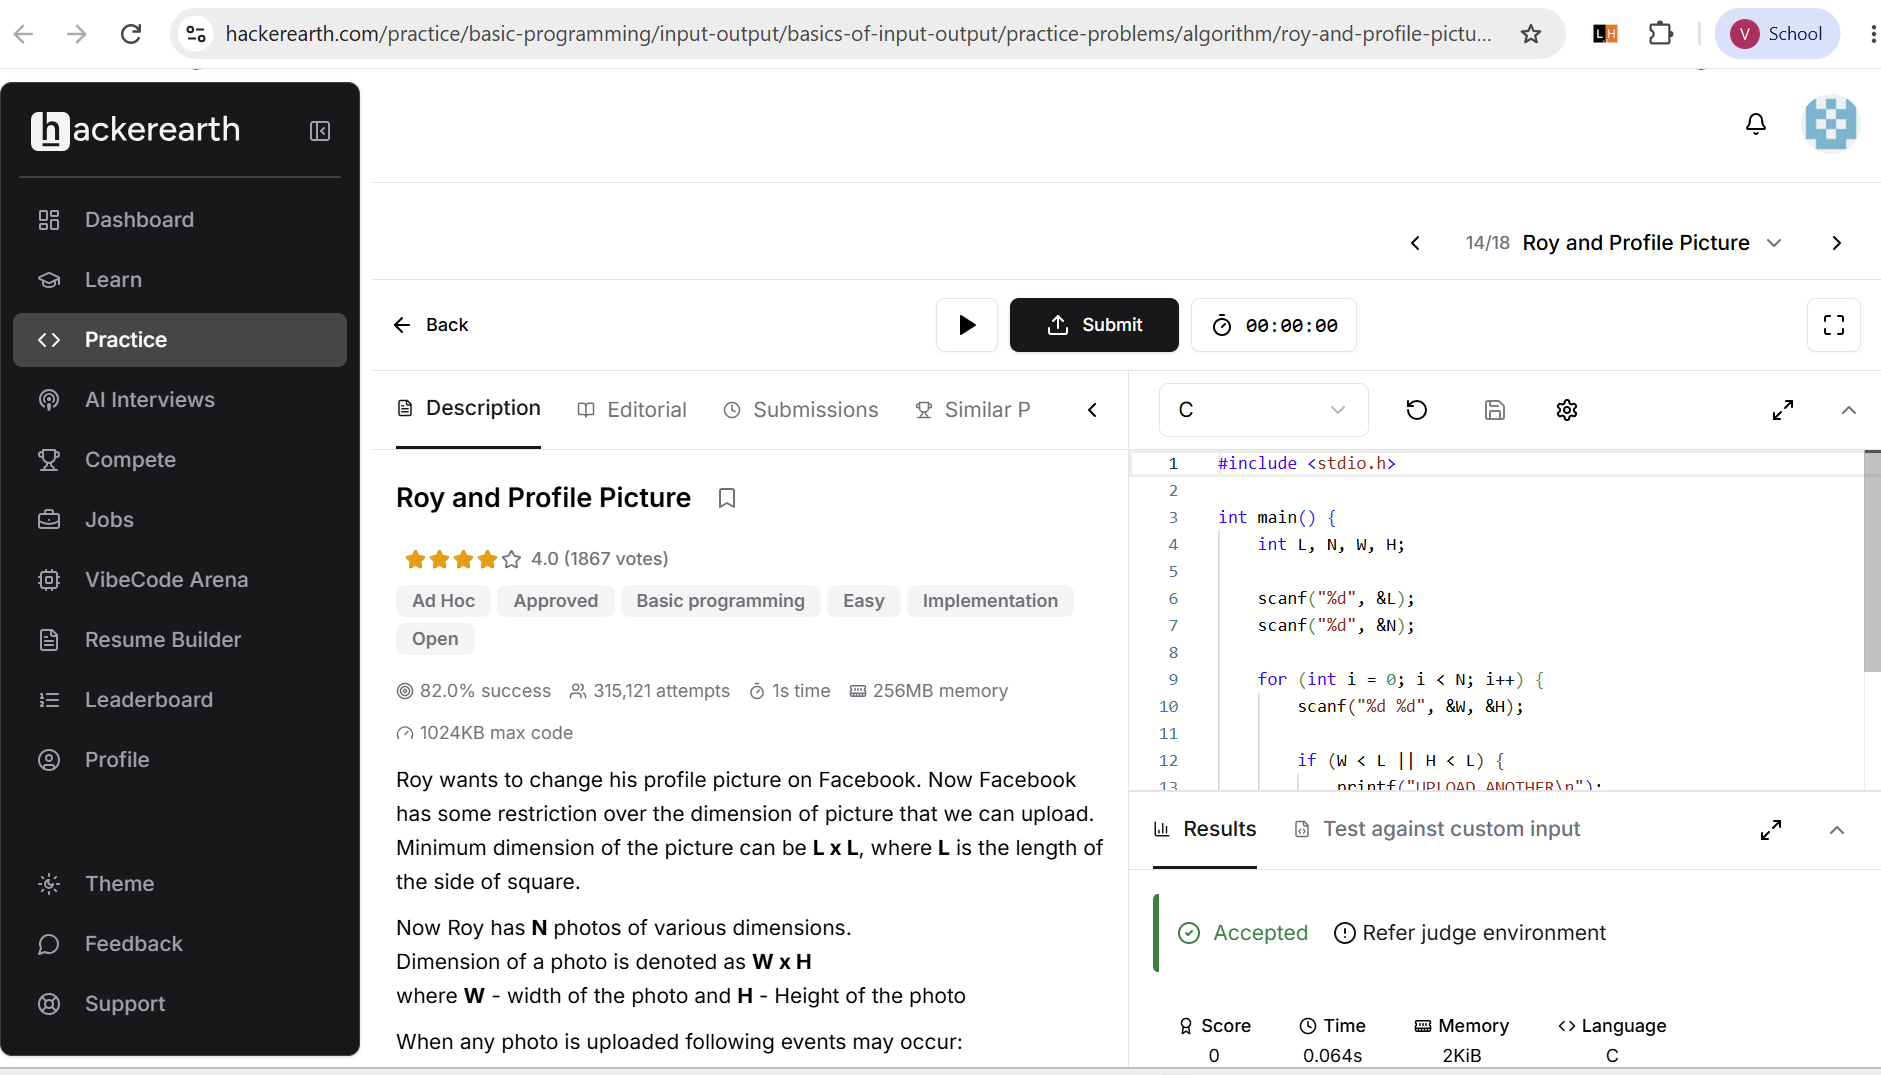 hackerearth.com/practice/basic-programming/input-output/basics-of-input-output/practice-problems/algorithm/roy-and-profile-pictu...
LH
V School
hackerearth
Dashboard
Learn
Practice
AI Interviews
Compete
Jobs
VibeCode Arena
Resume Builder
Leaderboard
Profile
Theme
Feedback
Support
14/18 Roy and Profile Picture
Back
Submit
00:00:00
Description Editorial Submissions Similar P
Roy and Profile Picture
4.0 (1867 votes)
Ad Hoc Approved Basic programming Easy Implementation
Open
82.0% success 315,121 attempts 1s time 256MB memory
1024KB max code
Roy wants to change his profile picture on Facebook. Now Facebook
has some restriction over the dimension of picture that we can upload.
Minimum dimension of the picture can be L x L, where L is the length of
the side of square.
Now Roy has N photos of various dimensions.
Dimension of a photo is denoted as W x H
where W - width of the photo and H - Height of the photo
When any photo is uploaded following events may occur:
C
1 #include <stdio.h>
2
3 int main() {
4 int L, N, W, H;
5
6 scanf("%d", &L);
7 scanf("%d", &N);
8
9 for (int i = 0; i < N; i++) {
10 scanf("%d %d", &W, &H);
11
12 if (W < L || H < L) {
13 printf("UPLOAD ANOTHER\n");
Results Test against custom input
Accepted Refer judge environment
Score Time Memory Language
0 0.064s 2KiB C